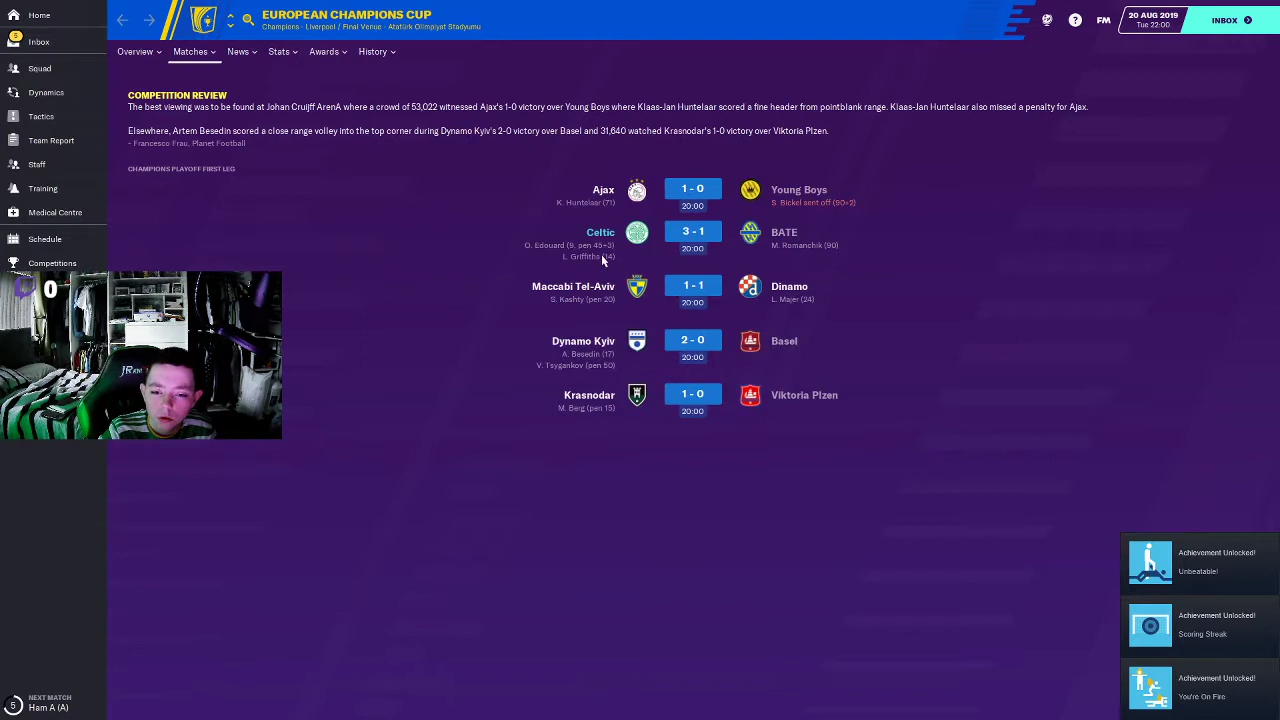 EUROPEAN CHAMPIONS CUP
Champions - Liverpool / Final Venue - Atatürk Olimpiyat Stadyumu
20 AUG 2019
Tue 22:00
INBOX
FM
?
Overview
Matches
News
Stats
Awards
History
5
Inbox
Squad
Dynamics
Tactics
Team Report
Staff
Training
Medical Centre
Schedule
Competitions
COMPETITION REVIEW
The best viewing was to be found at Johan Cruijff ArenA where a crowd of 53,022 witnessed Ajax's 1-0 victory over Young Boys where Klaas-Jan Huntelaar scored a fine header from pointblank range. Klaas-Jan Huntelaar also missed a penalty for Ajax.
Elsewhere, Artem Besedin scored a close range volley into the top corner during Dynamo Kyiv's 2-0 victory over Basel and 31,640 watched Krasnodar's 1-0 victory over Viktoria Plzen.
- Francesco Frau, Planet Football
CHAMPIONS PLAYOFF FIRST LEG
Ajax 1 - 0 Young Boys
K. Huntelaar (71) 20:00 S. Bickel sent off (90+2)
Celtic 3 - 1 BATE
O. Edouard (9, pen 45+3) 20:00 M. Romanchik (90)
L. Griffiths (14)
Maccabi Tel-Aviv 1 - 1 Dinamo
S. Kashty (pen 20) 20:00 L. Majer (24)
Dynamo Kyiv 2 - 0 Basel
A. Besedin (17) 20:00
V. Tsygankov (pen 50)
Krasnodar 1 - 0 Viktoria Plzen
M. Berg (pen 15) 20:00
0
Achievement Unlocked!
Unbeatable!
Achievement Unlocked!
Scoring Streak
Achievement Unlocked!
You're On Fire
5
NEXT MATCH
Ham A (A)